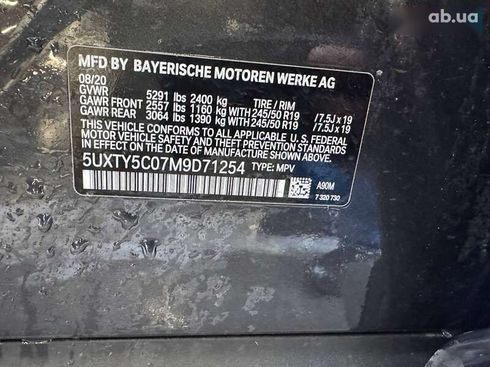 ab.ua
MFD BY BAYERISCHE MOTOREN WERKE AG
08/20
GVWR 5291 lbs 2400 kg TIRE / RIM
GAWR FRONT 2557 lbs 1160 kg 245/50 R19 /7.5J x 19
GAWR REAR 3064 lbs 1390 kg 245/50 R19 /7.5J x 19
THIS VEHICLE CONFORMS TO ALL APPLICABLE FEDERAL
MOTOR VEHICLE SAFETY AND THEFT PREVENTION STANDARDS
IN EFFECT ON THE DATE OF MANUFACTURE SHOWN ABOVE.
5UXTY5C07M9D71254 TYPE: MPV
A90M
7 320 730